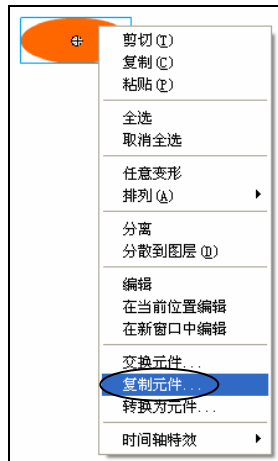 剪切(T)
复制(C)
粘贴(P)
全选
取消全选
任意变形
排列(A)
分离
分散到图层(D)
编辑
在当前位置编辑
在新窗口中编辑
交换元件...
复制元件...
转换为元件...
时间轴特效